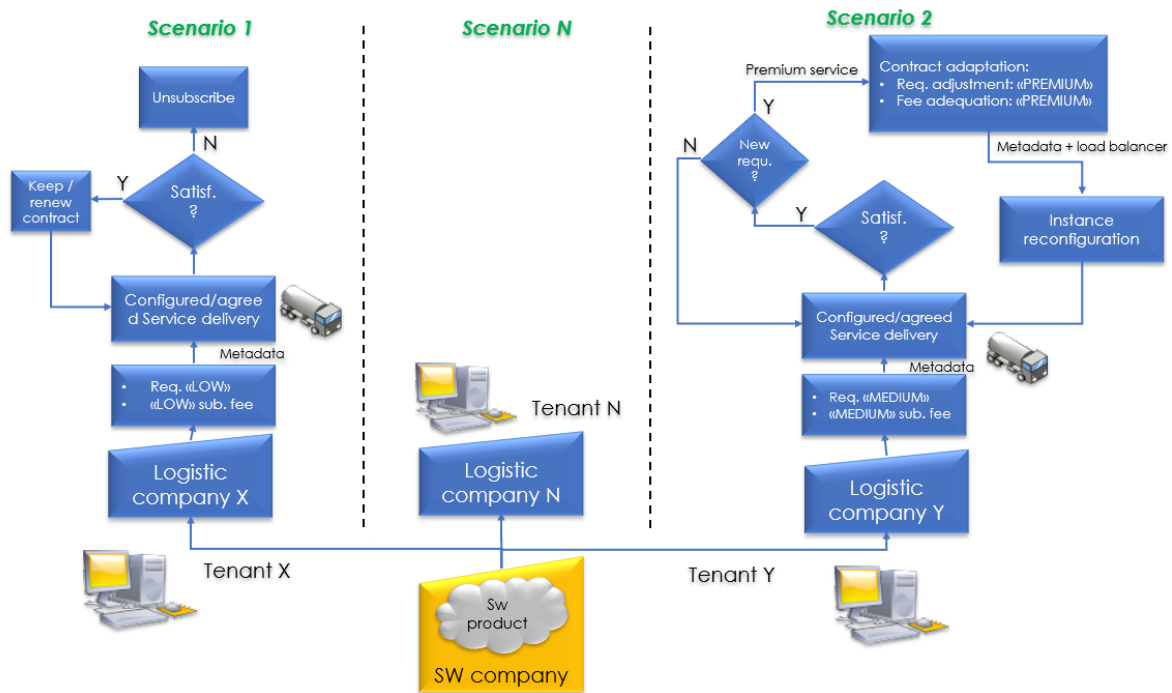 Scenario 1
Scenario N
Scenario 2
Unsubscribe
N
Y
Satisf.
?
Keep /
renew
contract
Configured/agree
d Service delivery
Metadata
• Req. «LOW»
• «LOW» sub. fee
Logistic
company X
Tenant X
Tenant N
Logistic
company N
Sw
product
SW company
Premium service
Contract adaptation:
• Req. adjustment: «PREMIUM»
• Fee adequation: «PREMIUM»
Y
N
New
requ.
?
Metadata + load balancer
Y
Satisf.
?
Instance
reconfiguration
Configured/agreed
Service delivery
Metadata
• Req. «MEDIUM»
• «MEDIUM» sub. fee
Logistic
company Y
Tenant Y